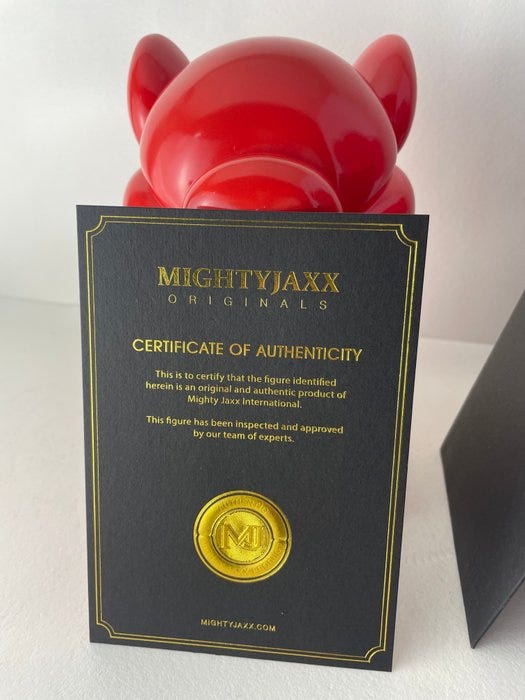 MIGHTYJAXX
ORIGINALS
CERTIFICATE OF AUTHENTICITY
This is to certify that the figure identified
herein is an original and authentic product of
Mighty Jaxx International.
This figure has been inspected and approved
by our team of experts.
MJ
MIGHTYJAXX.COM